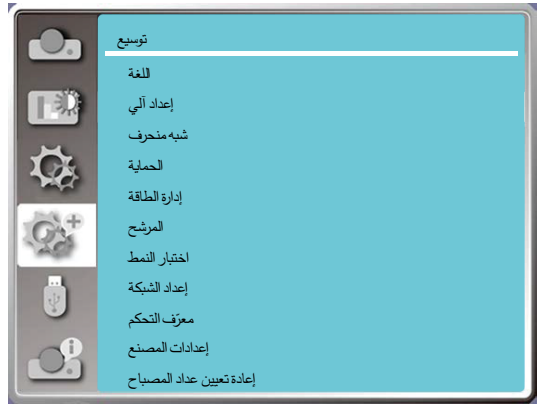 توسيع
اللغة
إعداد آلي
شبه منحرف
الحماية
إدارة الطاقة
المرشح
اختبار النمط
إعداد الشبكة
معرّف التحكم
إعدادات المصنع
إعادة تعيين عداد المصباح